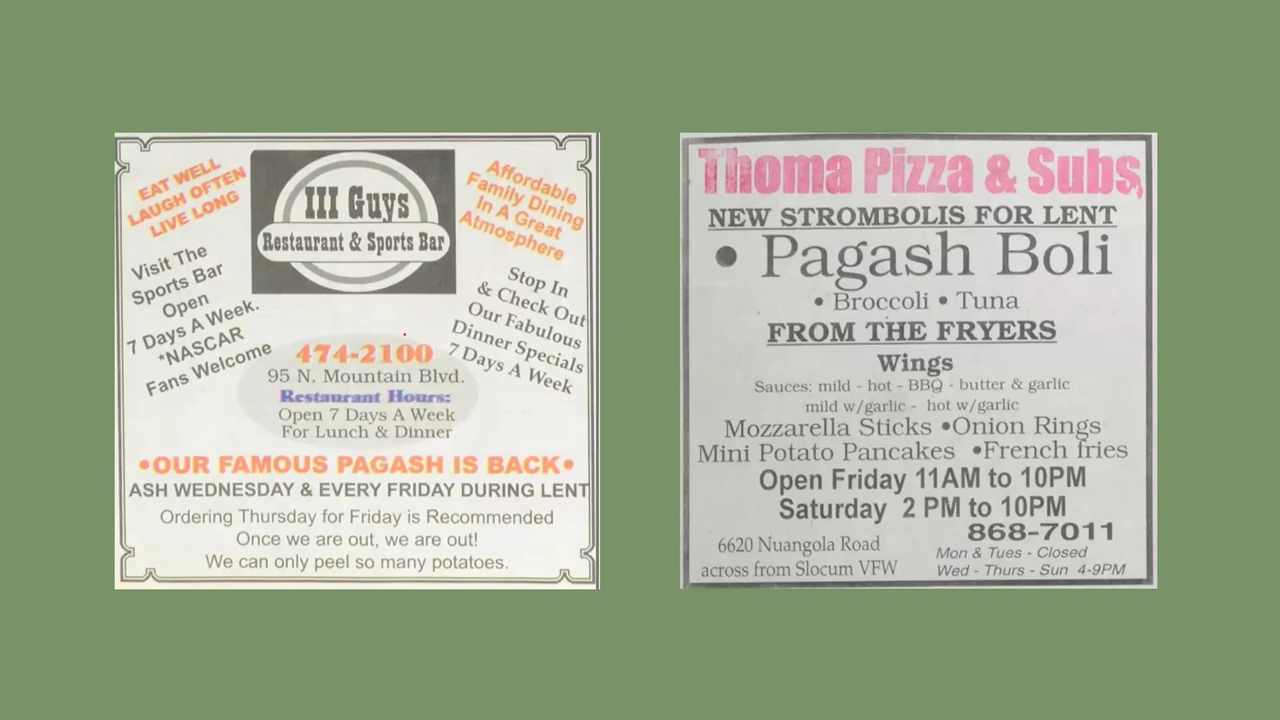 EAT WELL
LAUGH OFTEN
LIVE LONG
III Guys
Restaurant & Sports Bar
Affordable
Family Dining
In A Great
Atmosphere
Visit The
Sports Bar
Open
7 Days A Week.
*NASCAR
Fans Welcome
Stop In
& Check Out
Our Fabulous
Dinner Specials
7 Days A Week
474-2100
95 N. Mountain Blvd.
Restaurant Hours:
Open 7 Days A Week
For Lunch & Dinner
•OUR FAMOUS PAGASH IS BACK•
ASH WEDNESDAY & EVERY FRIDAY DURING LENT
Ordering Thursday for Friday is Recommended
Once we are out, we are out!
We can only peel so many potatoes.
Thoma Pizza & Subs,
NEW STROMBOLIS FOR LENT
• Pagash Boli
• Broccoli • Tuna
FROM THE FRYERS
Wings
Sauces: mild - hot - BBQ - butter & garlic
mild w/garlic - hot w/garlic
Mozzarella Sticks •Onion Rings
Mini Potato Pancakes •French fries
Open Friday 11AM to 10PM
Saturday 2 PM to 10PM
868-7011
6620 Nuangola Road
across from Slocum VFW
Mon & Tues - Closed
Wed - Thurs - Sun 4-9PM